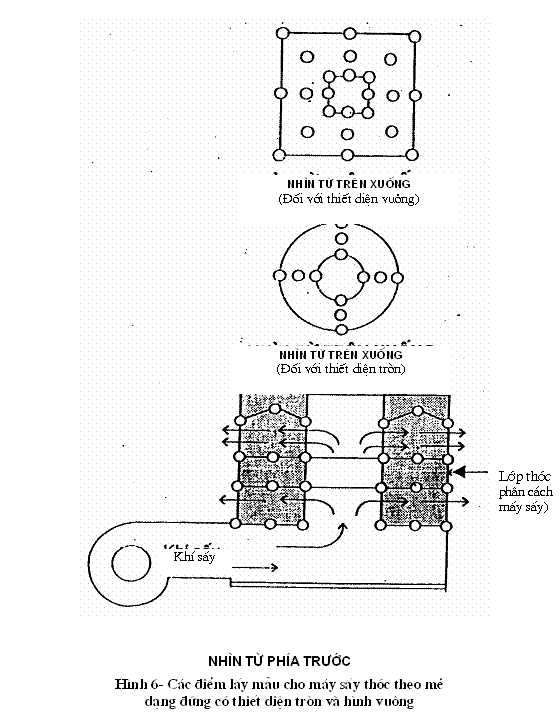 NHÌN TỪ TRÊN XUỐNG
(Đối với thiết diện vuông)
NHÌN TỪ TRÊN XUỐNG
(Đối với thiết diện tròn)
Lớp thóc
phân cách
máy sấy)
Khí sấy
NHÌN TỪ PHÍA TRƯỚC
Hình 6- Các điểm lấy mẫu cho máy sấy thóc theo mẻ
dạng đứng có thiết diện tròn và hình vuông